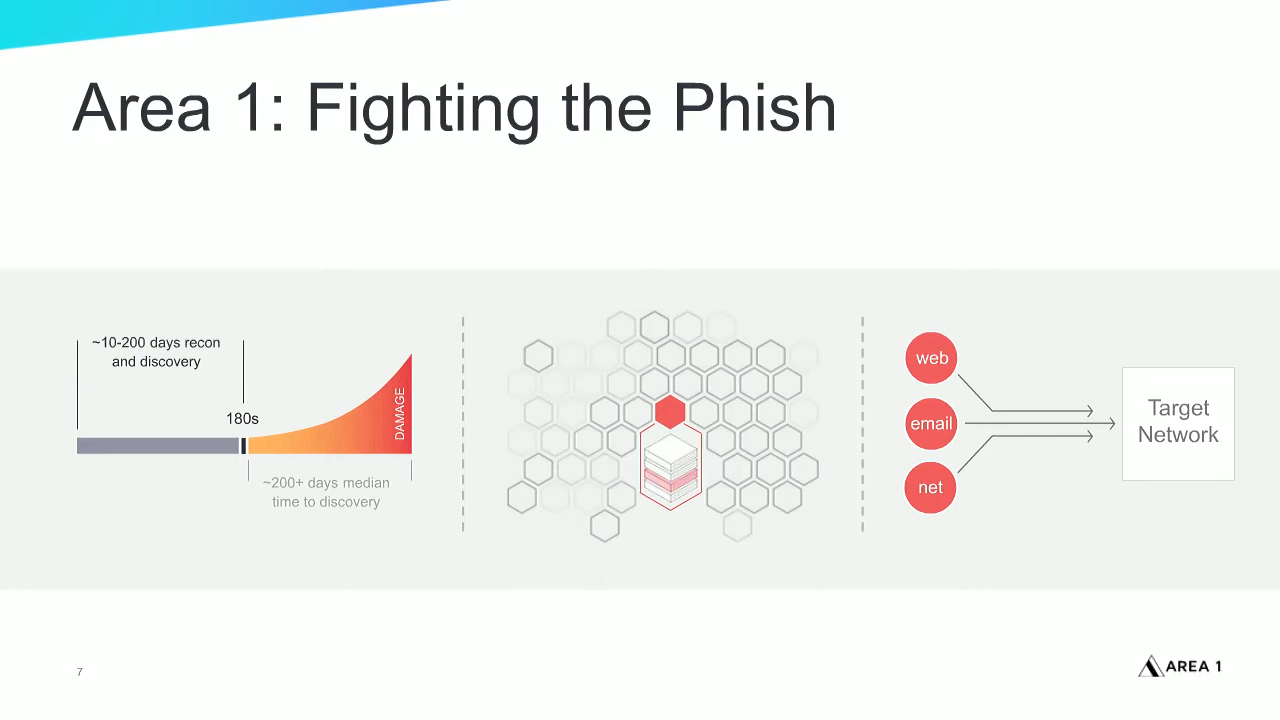 Area 1: Fighting the Phish
~10-200 days recon
and discovery
180s
DAMAGE
~200+ days median
time to discovery
web
email
net
Target
Network
7
AREA 1